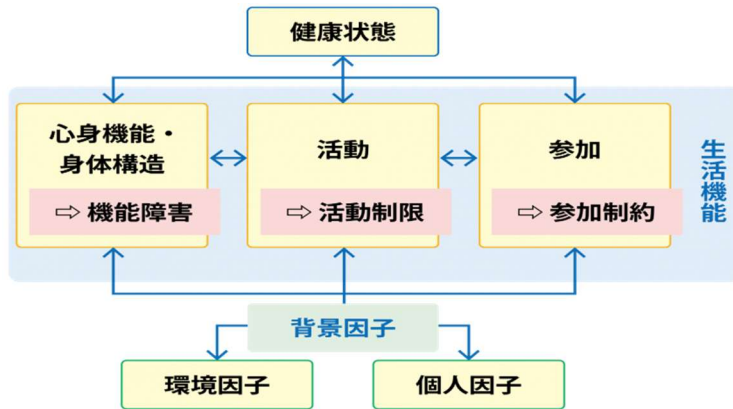 健康状態
心身機能・
身体構造
⇨ 機能障害
活動
⇨ 活動制限
参加
⇨ 参加制約
生活機能
背景因子
環境因子
個人因子